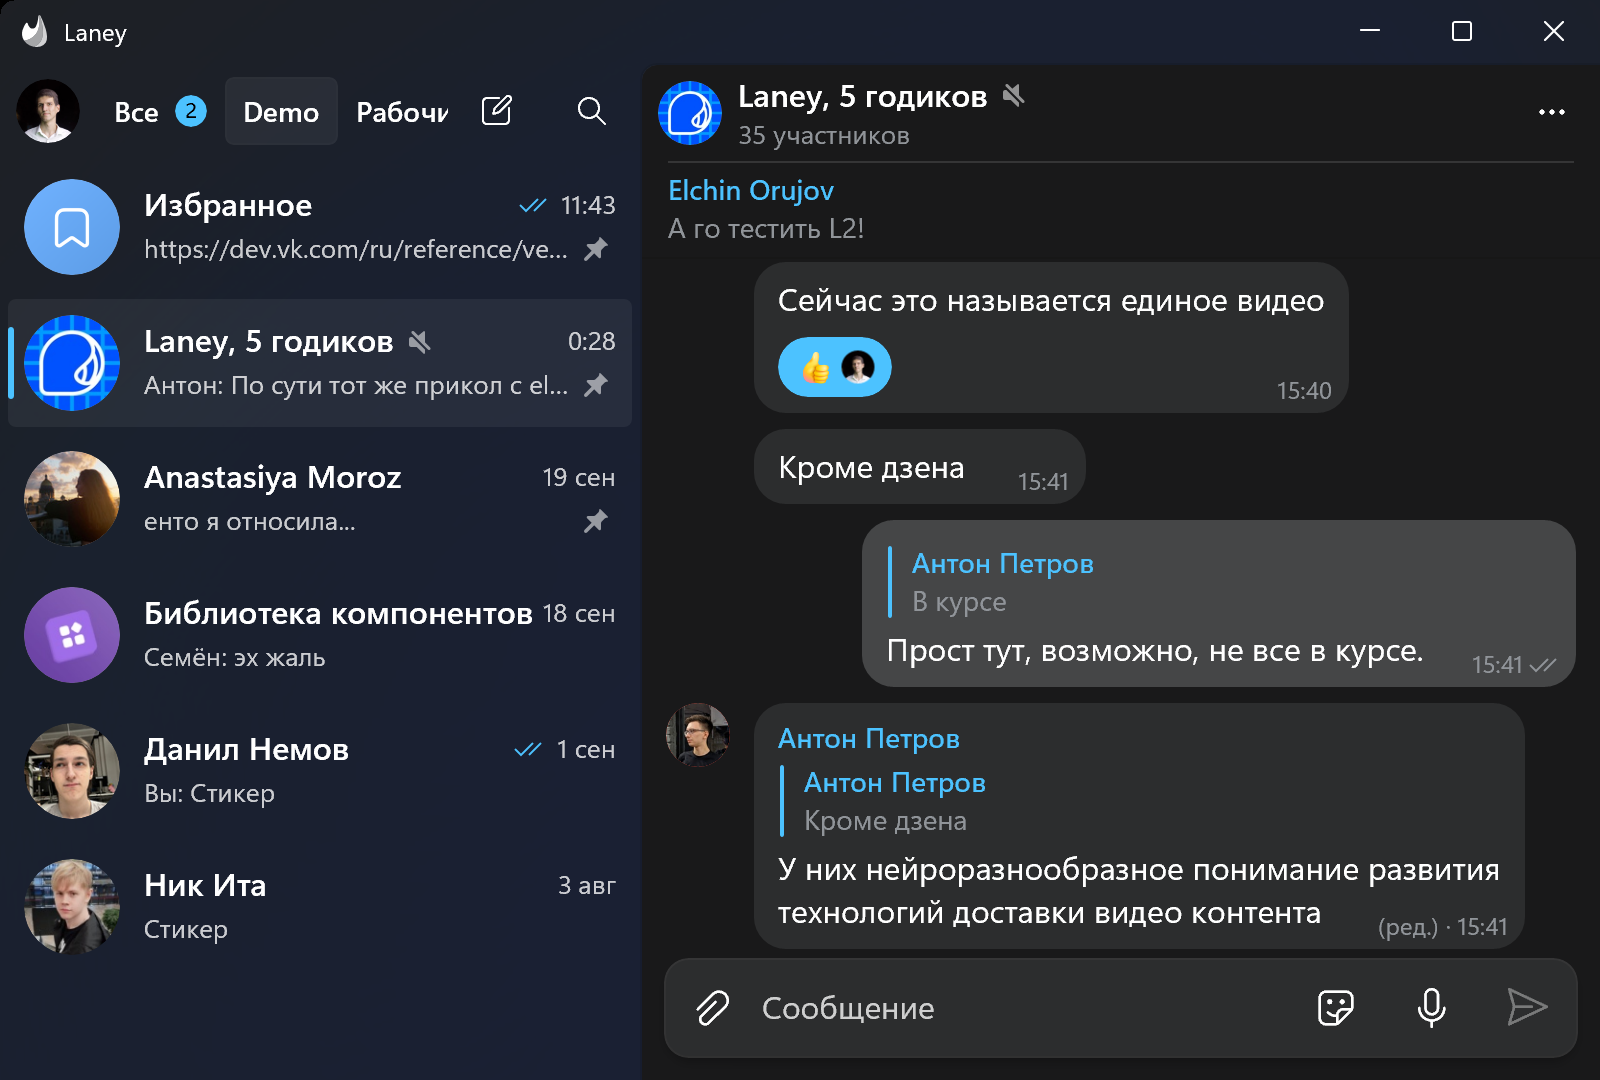 Laney
Все 2 Demo Рабочи
Избранное 11:43
https://dev.vk.com/ru/reference/ve...
Laney, 5 годиков 0:28
Антон: По сути тот же прикол с el...
Anastasiya Moroz 19 сен
енто я относила...
Библиотека компонентов 18 сен
Семён: эх жаль
Данил Немов 1 сен
Вы: Стикер
Ник Ита 3 авг
Стикер
Laney, 5 годиков
35 участников
Elchin Orujov
А го тестить L2!
Сейчас это называется единое видео
15:40
Кроме дзена 15:41
Антон Петров
В курсе
Прост тут, возможно, не все в курсе. 15:41
Антон Петров
Антон Петров
Кроме дзена
У них нейроразнообразное понимание развития
технологий доставки видео контента (ред.) · 15:41
Сообщение